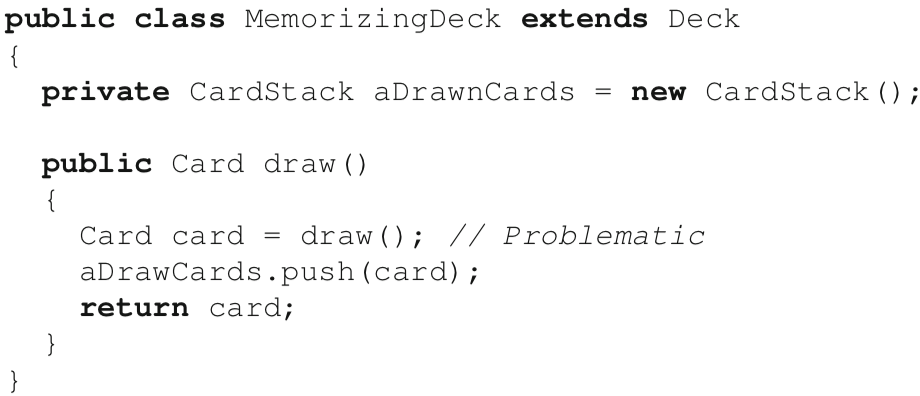 public class MemorizingDeck extends Deck
{
private CardStack aDrawnCards = new CardStack();
public Card draw()
{
Card card = draw(); // Problematic
aDrawCards.push(card);
return card;
}
}